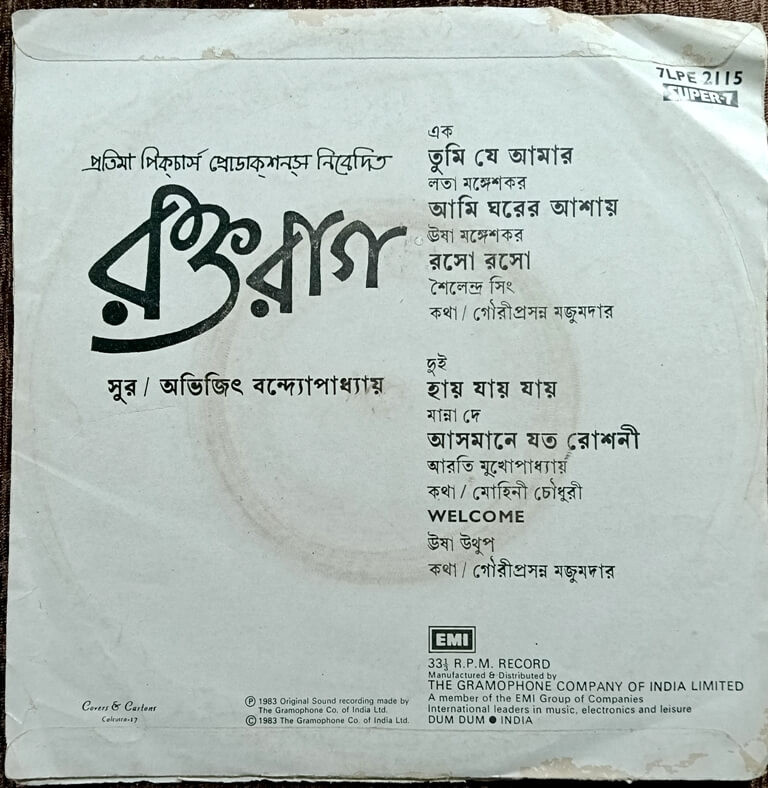 7LPE 2115
SUPER-7
প্রতিমা পিক্‌চার্স প্রোডাক্‌শনস্ নিবেদিত
রক্তরাগ
সুর / অভিজিৎ বন্দ্যোপাধ্যায়
এক
তুমি যে আমার
লতা মঙ্গেশকর
আমি ঘরের আশায়
ঊষা মঙ্গেশকর
রসো রসো
শৈলেন্দ্র সিং
কথা / গৌরীপ্রসন্ন মজুমদার
দুই
হায় যায় যায়
মান্না দে
আসমানে যত রোশনী
আরতি মুখোপাধ্যায়
কথা / মোহিনী চৌধুরী
WELCOME
ঊষা উথুপ
কথা / গৌরীপ্রসন্ন মজুমদার
EMI
33⅓ R.P.M. RECORD
Manufactured & Distributed by
THE GRAMOPHONE COMPANY OF INDIA LIMITED
A member of the EMI Group of Companies
International leaders in music, electronics and leisure
DUM DUM ● INDIA
Ⓟ 1983 Original Sound recording made by
The Gramophone Co. of India Ltd.
© 1983 The Gramophone Co. of India Ltd.
Covers & Cartons
Calcutta-17